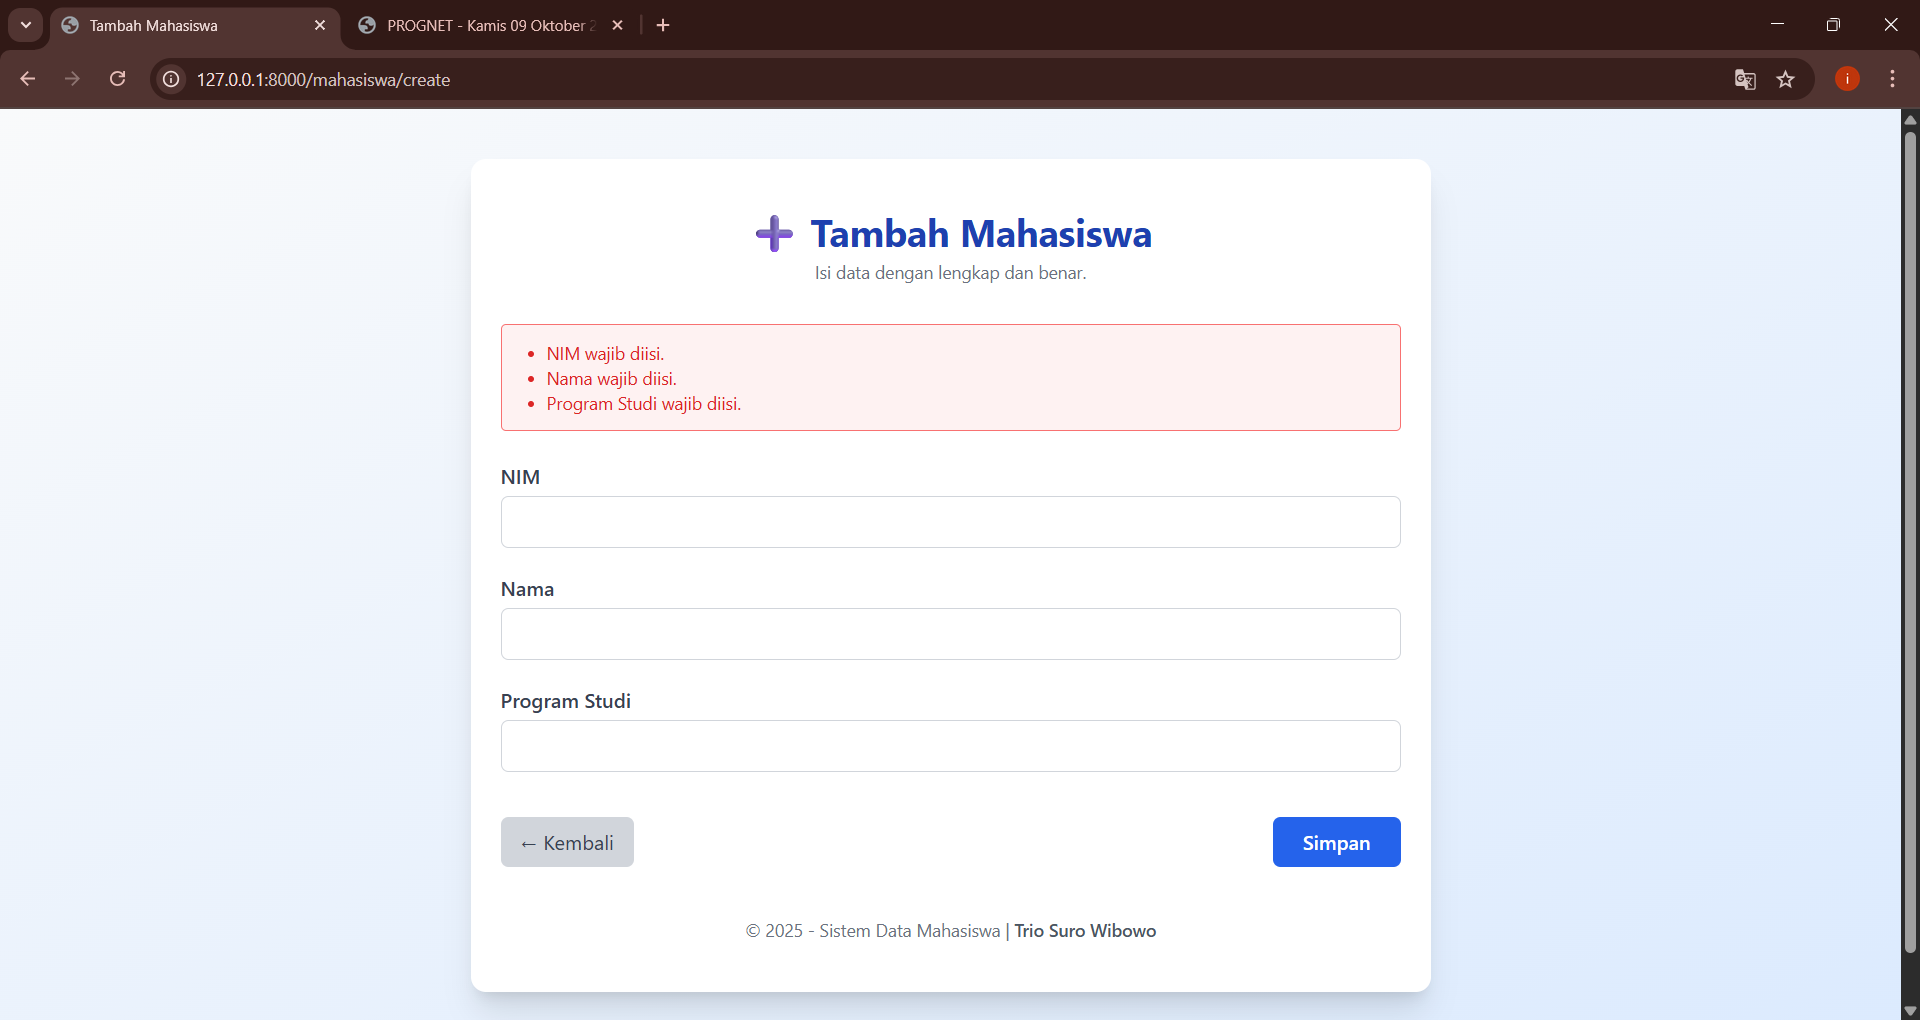 Tambah Mahasiswa
PROGNET - Kamis 09 Oktober
127.0.0.1:8000/mahasiswa/create
i
Tambah Mahasiswa
Isi data dengan lengkap dan benar.
• NIM wajib diisi.
• Nama wajib diisi.
• Program Studi wajib diisi.
NIM
Nama
Program Studi
← Kembali
Simpan
© 2025 - Sistem Data Mahasiswa | Trio Suro Wibowo